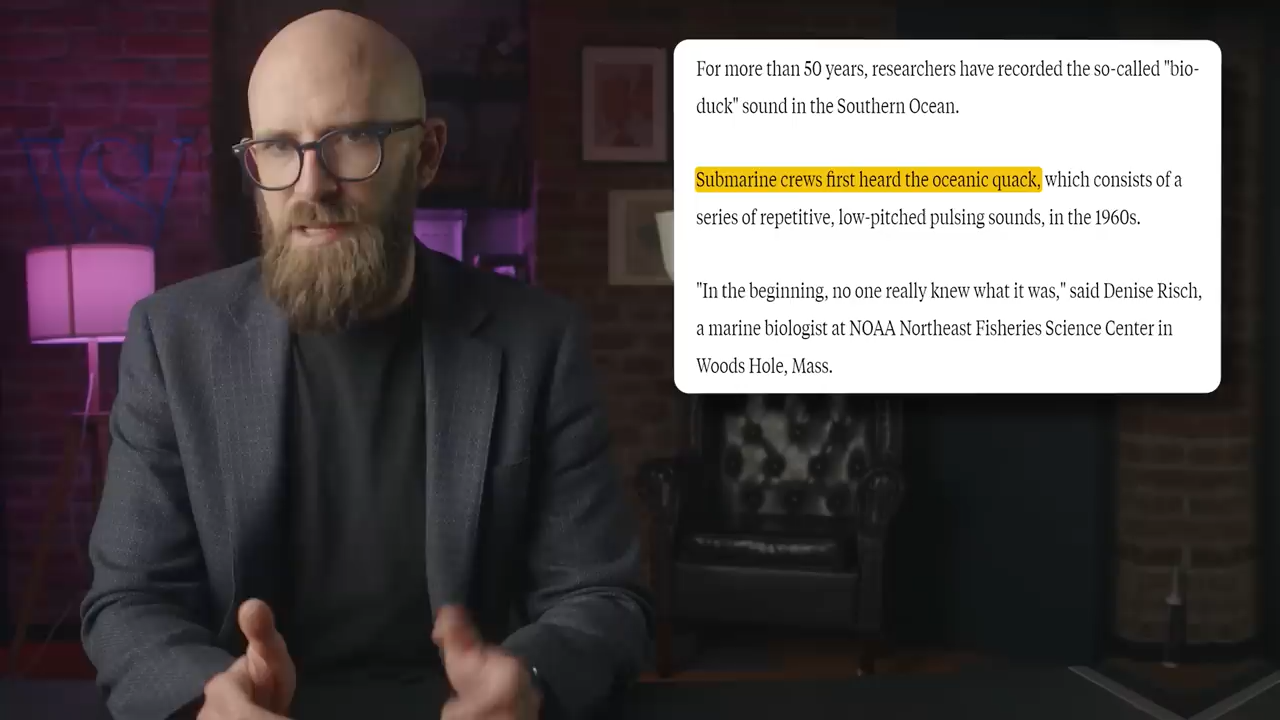 For more than 50 years, researchers have recorded the so-called "bio-
duck" sound in the Southern Ocean.
Submarine crews first heard the oceanic quack, which consists of a
series of repetitive, low-pitched pulsing sounds, in the 1960s.
"In the beginning, no one really knew what it was," said Denise Risch,
a marine biologist at NOAA Northeast Fisheries Science Center in
Woods Hole, Mass.